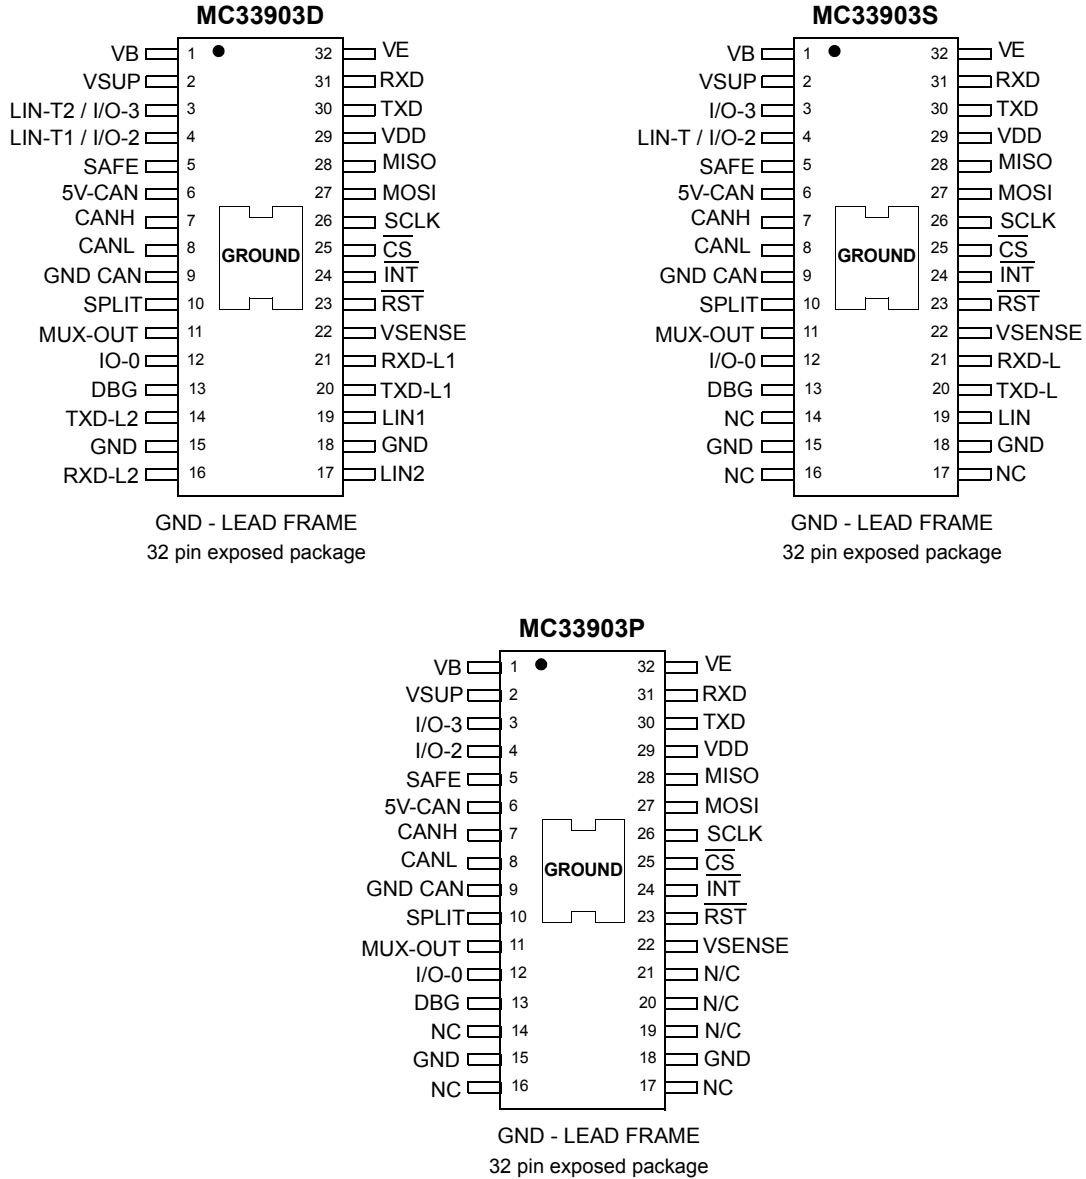 MC33903D
VB 1 32 VE
VSUP 2 31 RXD
LIN-T2 / I/O-3 3 30 TXD
LIN-T1 / I/O-2 4 29 VDD
SAFE 5 28 MISO
5V-CAN 6 27 MOSI
CANH 7 26 SCLK
CANL 8 25 CS
GROUND
GND CAN 9 24 INT
SPLIT 10 23 RST
MUX-OUT 11 22 VSENSE
IO-0 12 21 RXD-L1
DBG 13 20 TXD-L1
TXD-L2 14 19 LIN1
GND 15 18 GND
RXD-L2 16 17 LIN2
GND - LEAD FRAME
32 pin exposed package
MC33903S
VB 1 32 VE
VSUP 2 31 RXD
I/O-3 3 30 TXD
LIN-T / I/O-2 4 29 VDD
SAFE 5 28 MISO
5V-CAN 6 27 MOSI
CANH 7 26 SCLK
CANL 8 25 CS
GROUND
GND CAN 9 24 INT
SPLIT 10 23 RST
MUX-OUT 11 22 VSENSE
I/O-0 12 21 RXD-L
DBG 13 20 TXD-L
NC 14 19 LIN
GND 15 18 GND
NC 16 17 NC
GND - LEAD FRAME
32 pin exposed package
MC33903P
VB 1 32 VE
VSUP 2 31 RXD
I/O-3 3 30 TXD
I/O-2 4 29 VDD
SAFE 5 28 MISO
5V-CAN 6 27 MOSI
CANH 7 26 SCLK
CANL 8 25 CS
GROUND
GND CAN 9 24 INT
SPLIT 10 23 RST
MUX-OUT 11 22 VSENSE
I/O-0 12 21 N/C
DBG 13 20 N/C
NC 14 19 N/C
GND 15 18 GND
NC 16 17 NC
GND - LEAD FRAME
32 pin exposed package